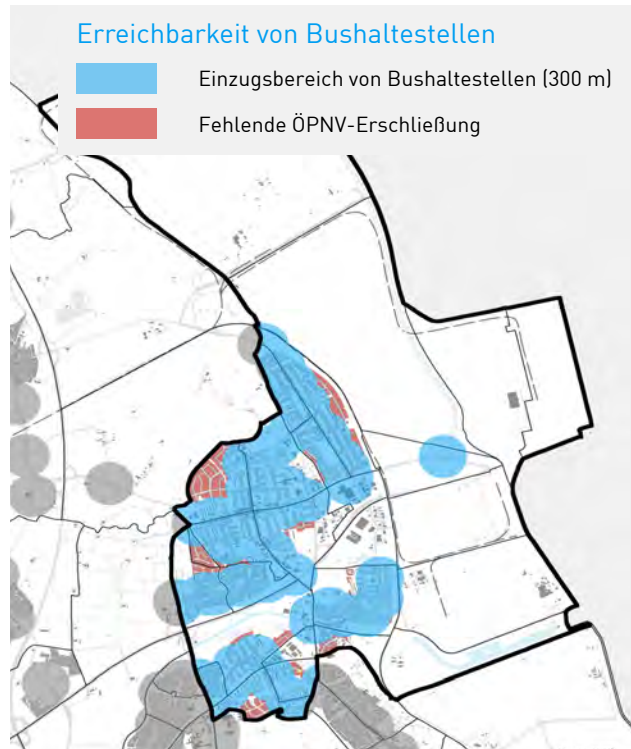 Erreichbarkeit von Bushaltestellen
Einzugsbereich von Bushaltestellen (300 m)
Fehlende ÖPNV-Erschließung